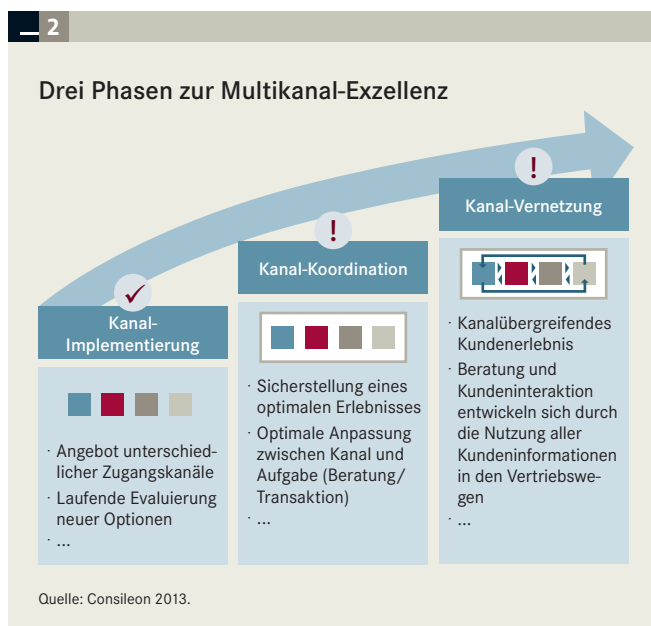 2
Drei Phasen zur Multikanal-Exzellenz
Kanal-
Implementierung
· Angebot unterschied-
licher Zugangskanäle
· Laufende Evaluierung
neuer Optionen
· ...
!
Kanal-Koordination
· Sicherstellung eines
optimalen Erlebnisses
· Optimale Anpassung
zwischen Kanal und
Aufgabe (Beratung/
Transaktion)
· ...
!
Kanal-Vernetzung
· Kanalübergreifendes
Kundenerlebnis
· Beratung und
Kundeninteraktion
entwickeln sich durch
die Nutzung aller
Kundeninformationen
in den Vertriebswe-
gen
· ...
Quelle: Consileon 2013.